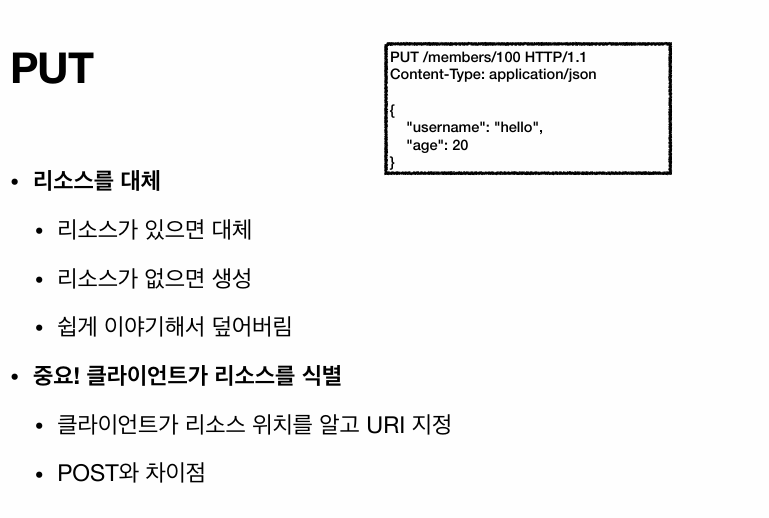 PUT
PUT /members/100 HTTP/1.1
Content-Type: application/json
{
"username": "hello",
"age": 20
}
• 리소스를 대체
• 리소스가 있으면 대체
• 리소스가 없으면 생성
• 쉽게 이야기해서 덮어버림
• 중요! 클라이언트가 리소스를 식별
• 클라이언트가 리소스 위치를 알고 URI 지정
• POST와 차이점